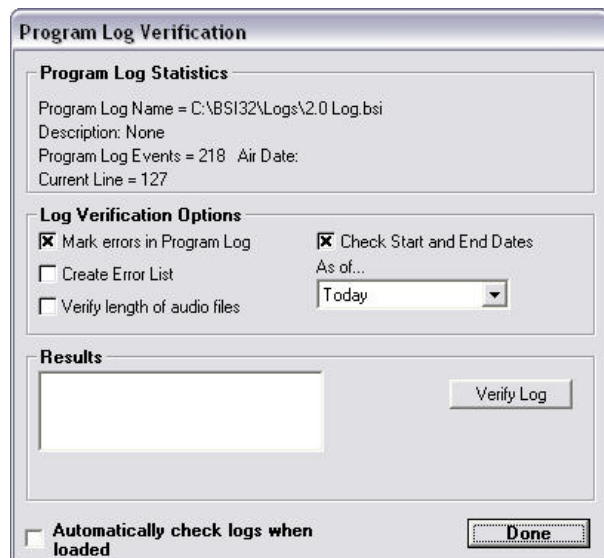 Program Log Verification
Program Log Statistics
Program Log Name = C:\BSI32\Logs\2.0 Log.bsi
Description: None
Program Log Events = 218 Air Date:
Current Line = 127
Log Verification Options
Mark errors in Program Log
Check Start and End Dates
Create Error List
As of...
Verify length of audio files
Today
Results
Verify Log
Automatically check logs when
loaded
Done